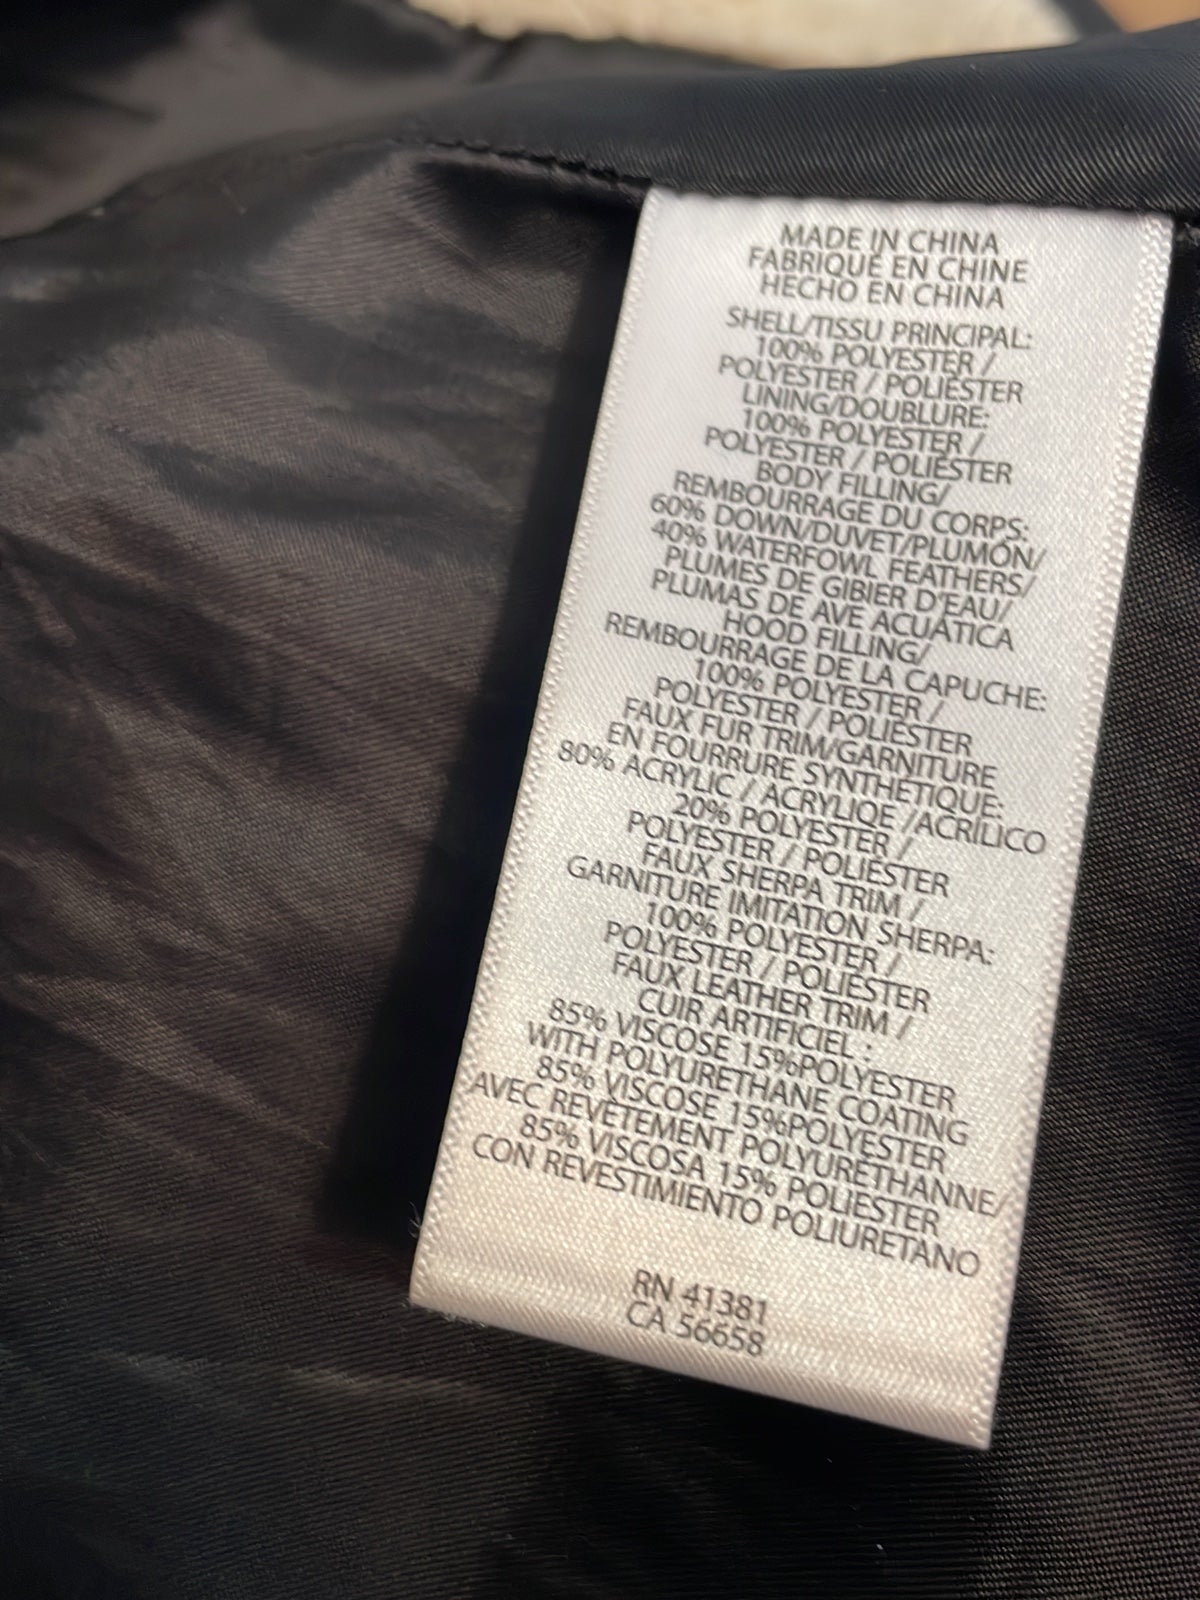 MADE IN CHINA
FABRIQUÉ EN CHINE
HECHO EN CHINA
SHELL/TISSU PRINCIPAL:
100% POLYESTER /
POLYESTER / POLIÉSTER
LINING/DOUBLURE:
100% POLYESTER /
POLYESTER / POLIÉSTER
BODY FILLING/
REMBOURRAGE DU CORPS:
60% DOWN/DUVET/PLUMÓN/
40% WATERFOWL FEATHERS/
PLUMES DE GIBIER D'EAU/
PLUMAS DE AVE ACUÁTICA
HOOD FILLING/
REMBOURRAGE DE LA CAPUCHE:
100% POLYESTER /
POLYESTER / POLIÉSTER
FAUX FUR TRIM/GARNITURE
EN FOURRURE SYNTHÉTIQUE:
80% ACRYLIC / ACRYLIQE /ACRÍLICO
20% POLYESTER /
POLYESTER / POLIÉSTER
FAUX SHERPA TRIM /
GARNITURE IMITATION SHERPA:
100% POLYESTER /
POLYESTER / POLIÉSTER
FAUX LEATHER TRIM /
CUIR ARTIFICIEL :
85% VISCOSE 15%POLYESTER
WITH POLYURETHANE COATING
85% VISCOSE 15%POLYESTER
AVEC REVÊTEMENT POLYURÉTHANNE/
85% VISCOSA 15% POLIÉSTER
CON REVESTIMIENTO POLIURETANO
RN 41381
CA 56658